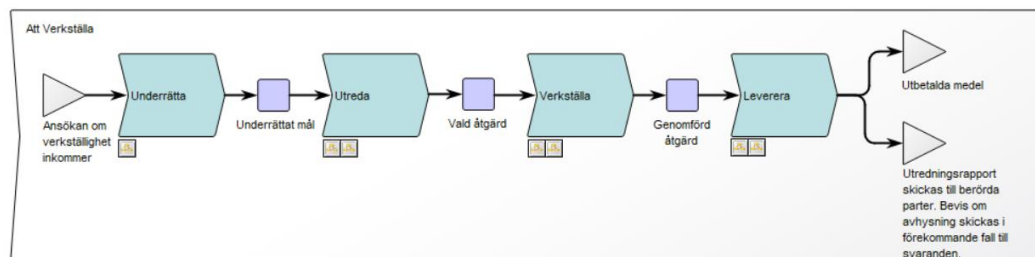 Att Verkställa
Underrätta
Utreda
Verkställa
Leverera
Ansökan om
verkställighet
inkommer
Underrättat mål
Vald åtgärd
Genomförd
åtgärd
Utbetalda medel
Utredningsrapport
skickas till berörda
parter. Bevis om
avhysning skickas i
förekommande fall till
svaranden.